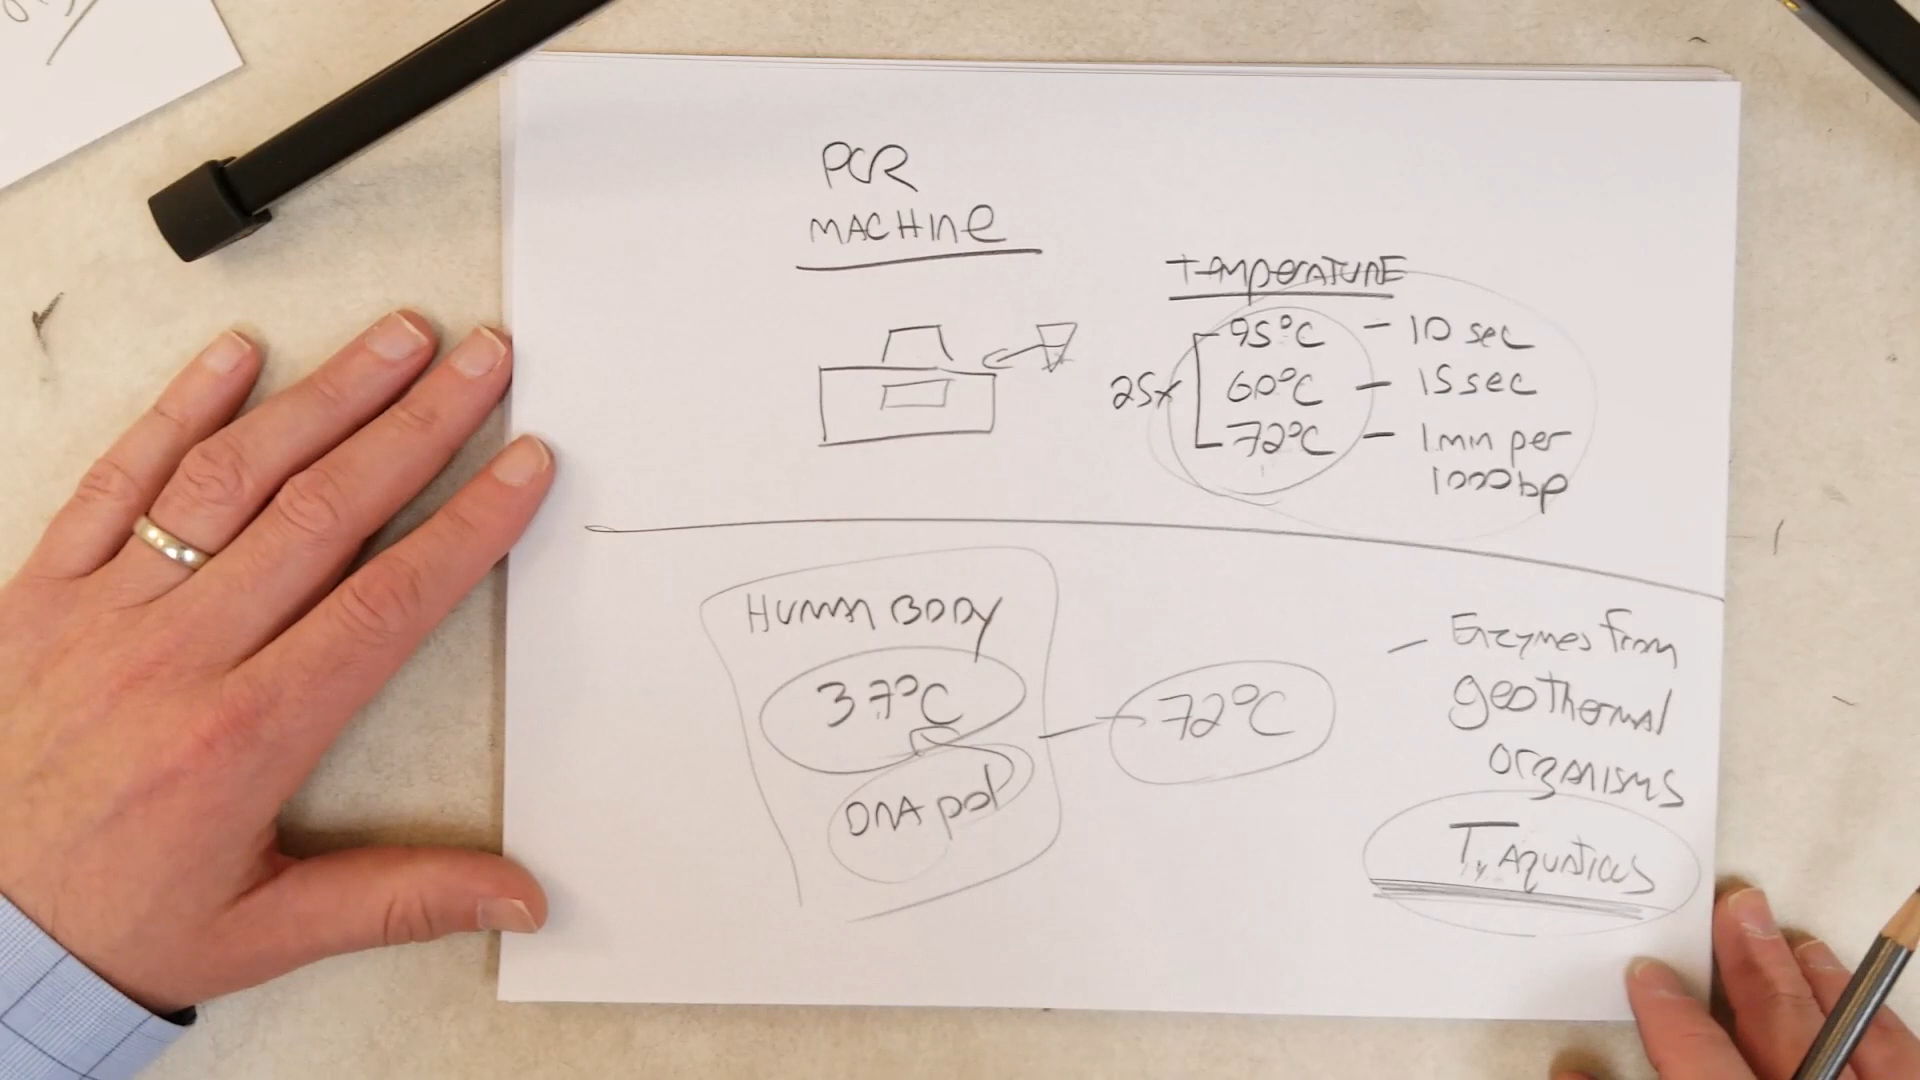 PCR
MACHINE
TEMPERATURE
95°C - 10 sec
25x 60°C - 15 sec
72°C - 1 min per
1000 bp
HUMAN BODY
37°C
72°C
DNA pol
- Enzymes from
geothermal
organisms
T. Aquaticus